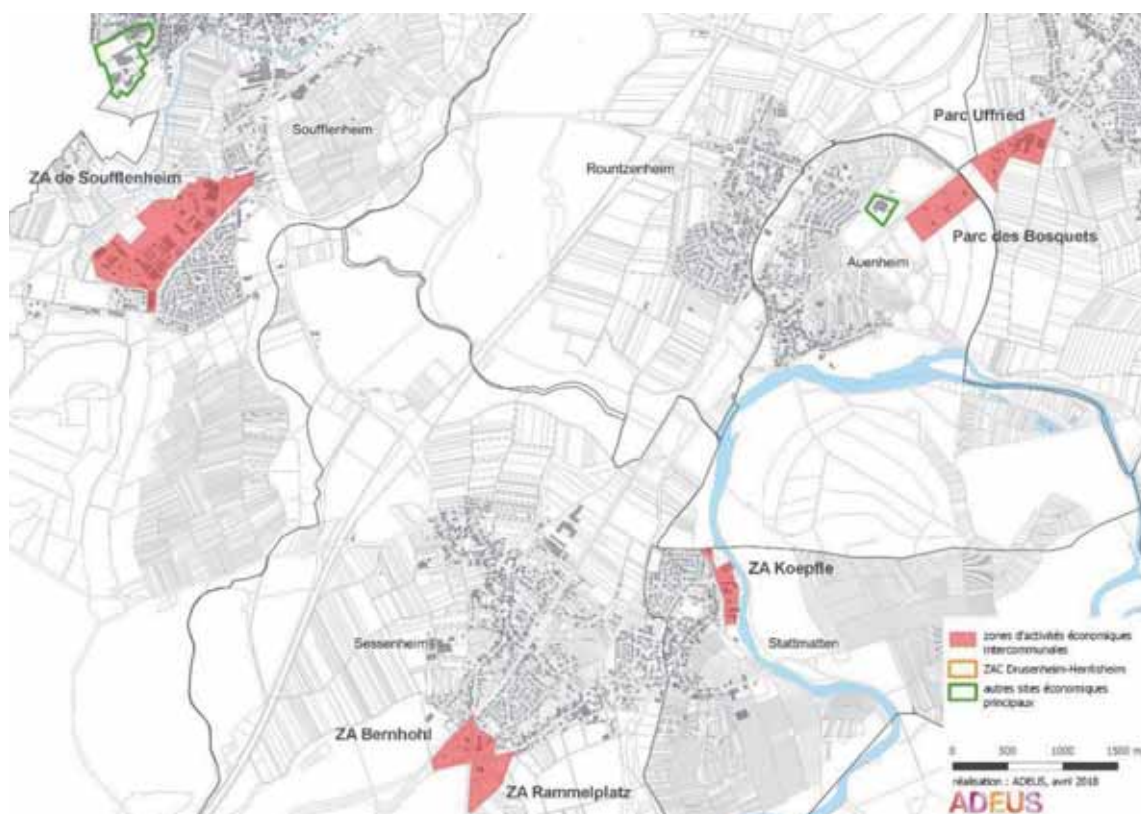 Soufflenheim
ZA de Soufflenheim
Rountzenheim
Parc Uffried
Parc des Bosquets
Auenheim
ZA Koepfle
Stattmatten
Sessenheim
ZA Bernhohl
ZA Rammelplatz
zones d'activités économiques
intercommunales
ZAC Drusenheim-Herrlisheim
autres sites économiques
principaux
0 500 1000 1500 m
réalisation : ADEUS, avril 2018
ADEUS